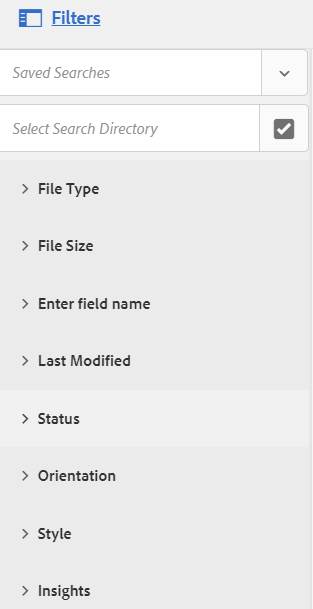 Filters
Saved Searches
Select Search Directory
File Type
File Size
Enter field name
Last Modified
Status
Orientation
Style
Insights